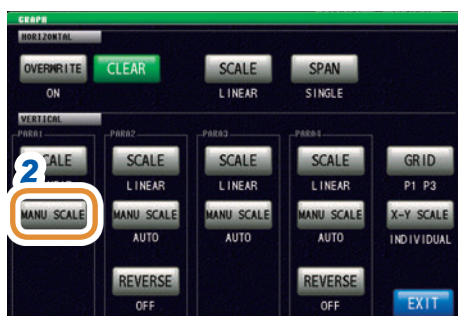 GRAPH
HORIZONTAL
OVERWRITE CLEAR SCALE SPAN
ON LINEAR SINGLE
VERTICAL
PARA1 PARA2 PARA3 PARA4
SCALE SCALE SCALE GRID
2
LINEAR LINEAR LINEAR P1 P3
MANU SCALE MANU SCALE MANU SCALE MANU SCALE X-Y SCALE
AUTO AUTO AUTO INDIVIDUAL
REVERSE REVERSE
OFF OFF EXIT